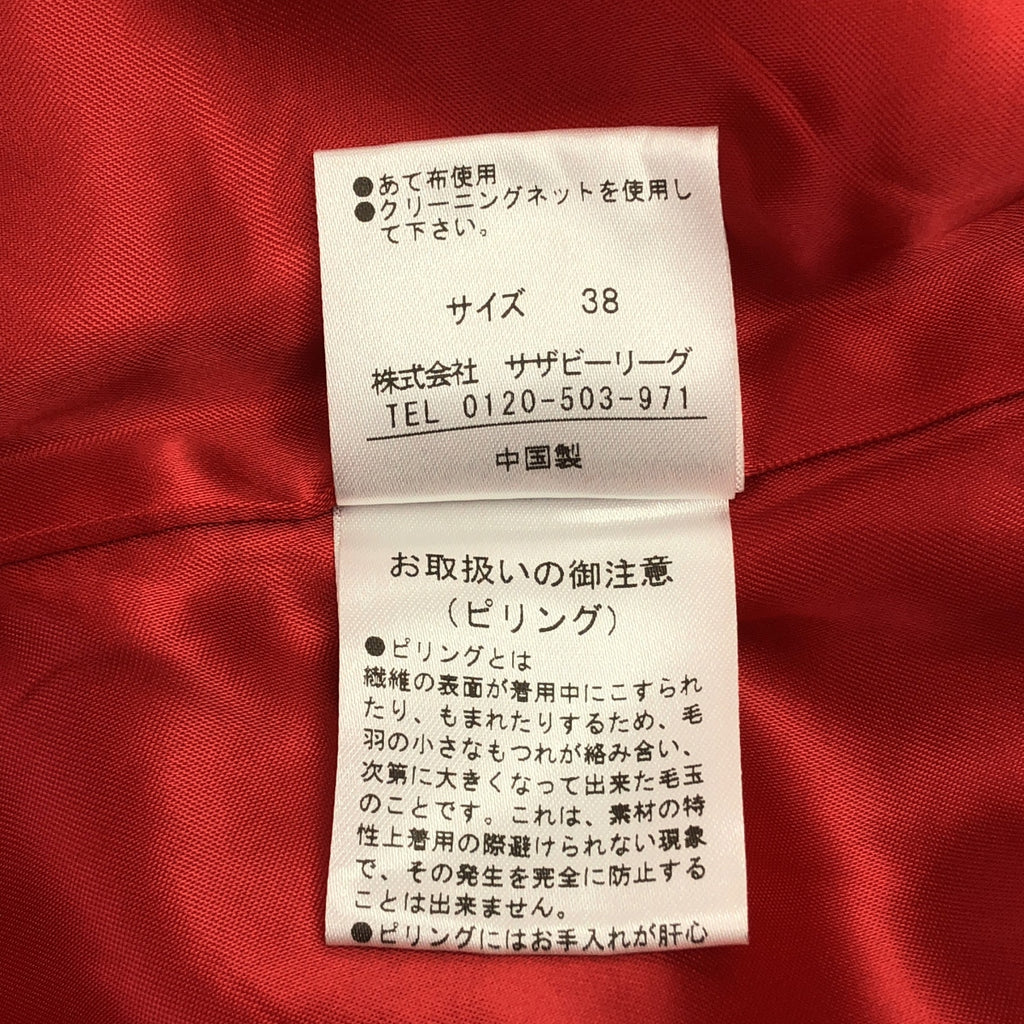 ●あて布使用
●クリーニングネットを使用し
て下さい。
サイズ 38
株式会社 サザビーリーグ
TEL 0120-503-971
中国製
お取扱いの御注意
(ピリング)
●ピリングとは
繊維の表面が着用中にこすられ
たり、もまれたりするため、毛
羽の小さなもつれが絡み合い、
次第に大きくなって出来た毛玉
のことです。これは、素材の特
性上着用の際避けられない現象
で、その発生を完全に防止する
ことは出来ません。
●ピリングにはお手入れが肝心